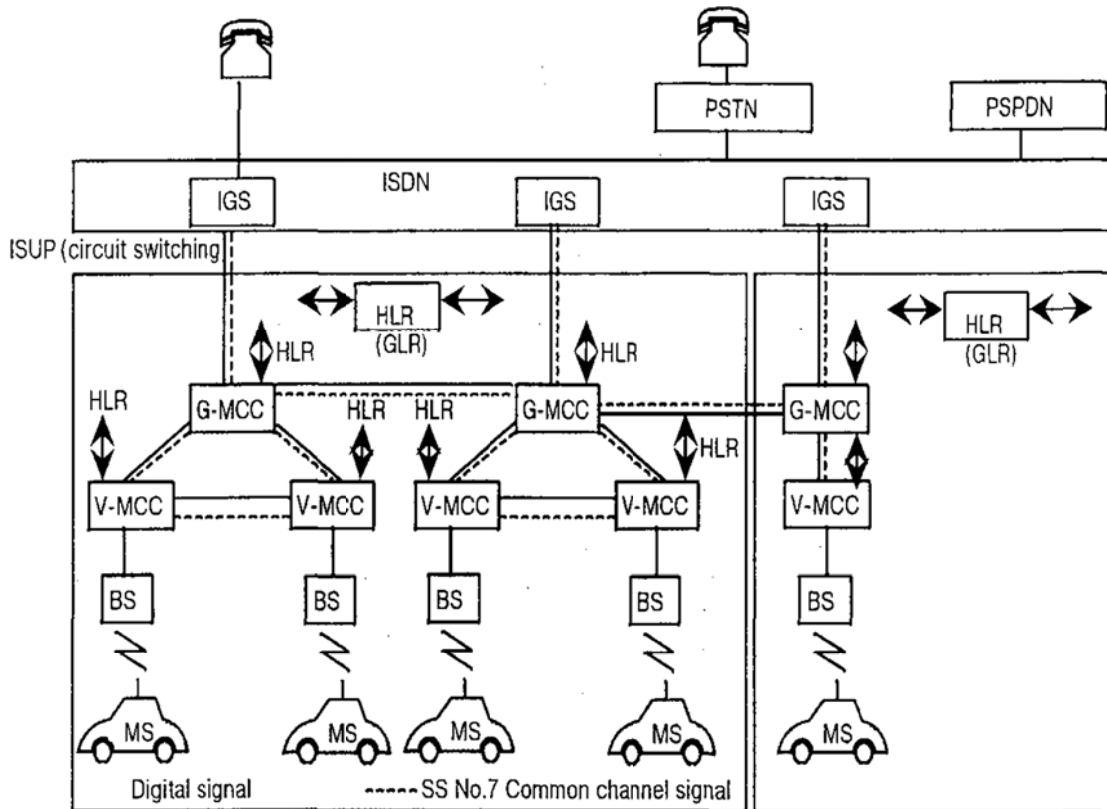 PSTN
PSPDN
ISDN
IGS
IGS
IGS
ISUP (circuit switching
HLR
(GLR)
HLR
(GLR)
HLR
HLR
HLR
G-MCC
HLR
HLR
G-MCC
G-MCC
HLR
V-MCC
V-MCC
V-MCC
V-MCC
V-MCC
BS
BS
BS
BS
BS
MS
MS
MS
MS
MS
Digital signal
SS No.7 Common channel signal